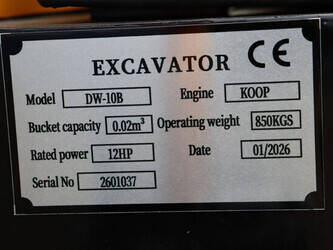 EXCAVATOR CE
Model DW-10B Engine KOOP
Bucket capacity 0.02m³ Operating weight 850KGS
Rated power 12HP Date 01/2026
Serial No 2601037